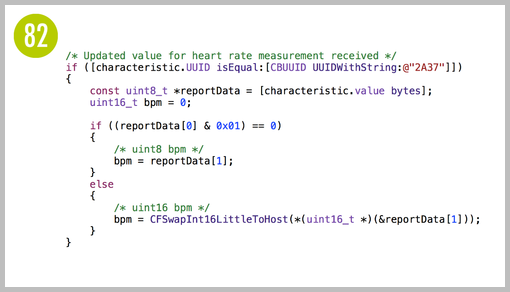 82
/* Updated value for heart rate measurement received */
if ([characteristic.UUID isEqual:[CBUUID UUIDWithString:@"2A37"]])
{
    const uint8_t *reportData = [characteristic.value bytes];
    uint16_t bpm = 0;
    if ((reportData[0] & 0x01) == 0)
    {
        /* uint8 bpm */
        bpm = reportData[1];
    }
    else
    {
        /* uint16 bpm */
        bpm = CFSwapInt16LittleToHost(*(uint16_t *)(&reportData[1]));
    }
}